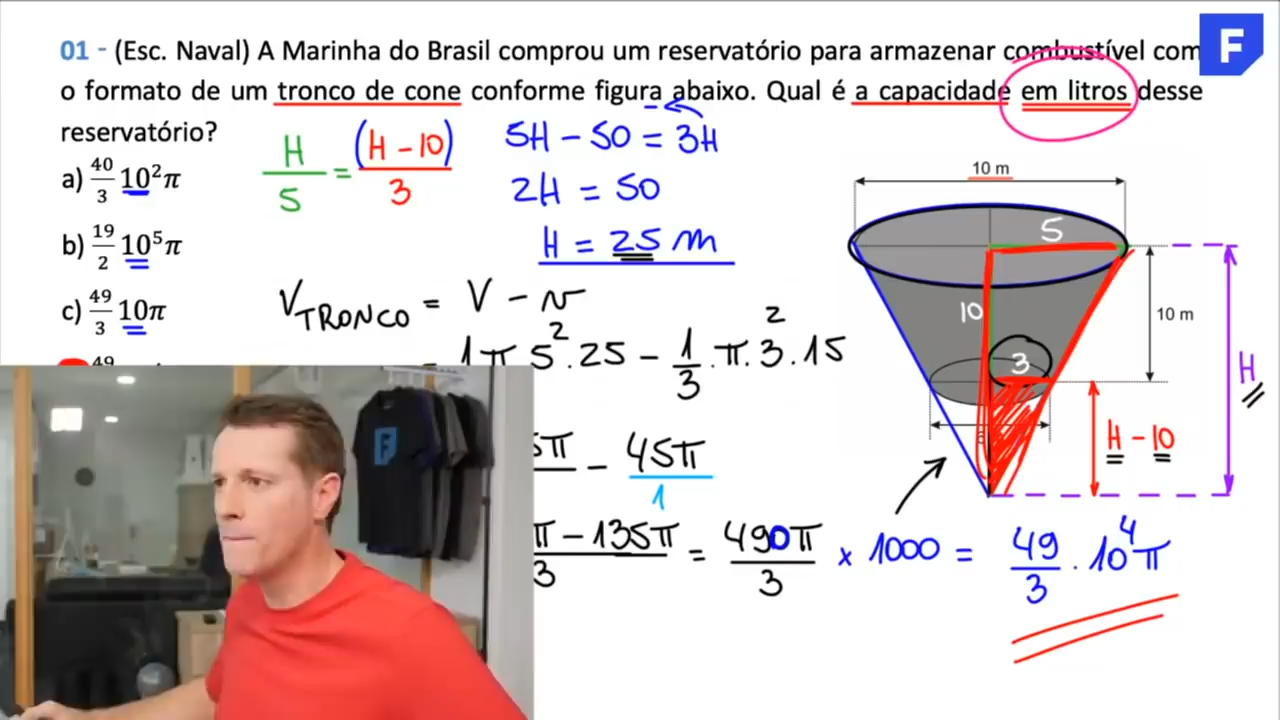 01 - (Esc. Naval) A Marinha do Brasil comprou um reservatório para armazenar combustível com
o formato de um tronco de cone conforme figura abaixo. Qual é a capacidade em litros desse
reservatório?
a) 40/3 10²π
b) 19/2 10⁵π
c) 49/3 10π
49
H/5 = (H - 10)/3
5H - 50 = 3H
2H = 50
H = 25 m
V TRONCO = V - v
= 1π 5².25 - 1/3 .π.3².15
5π - 45π/1
π - 135π/3 = 490π/3 x 1000 = 49/3 . 10⁴π
10 m
5
10
3
10 m
H
H - 10
F
F